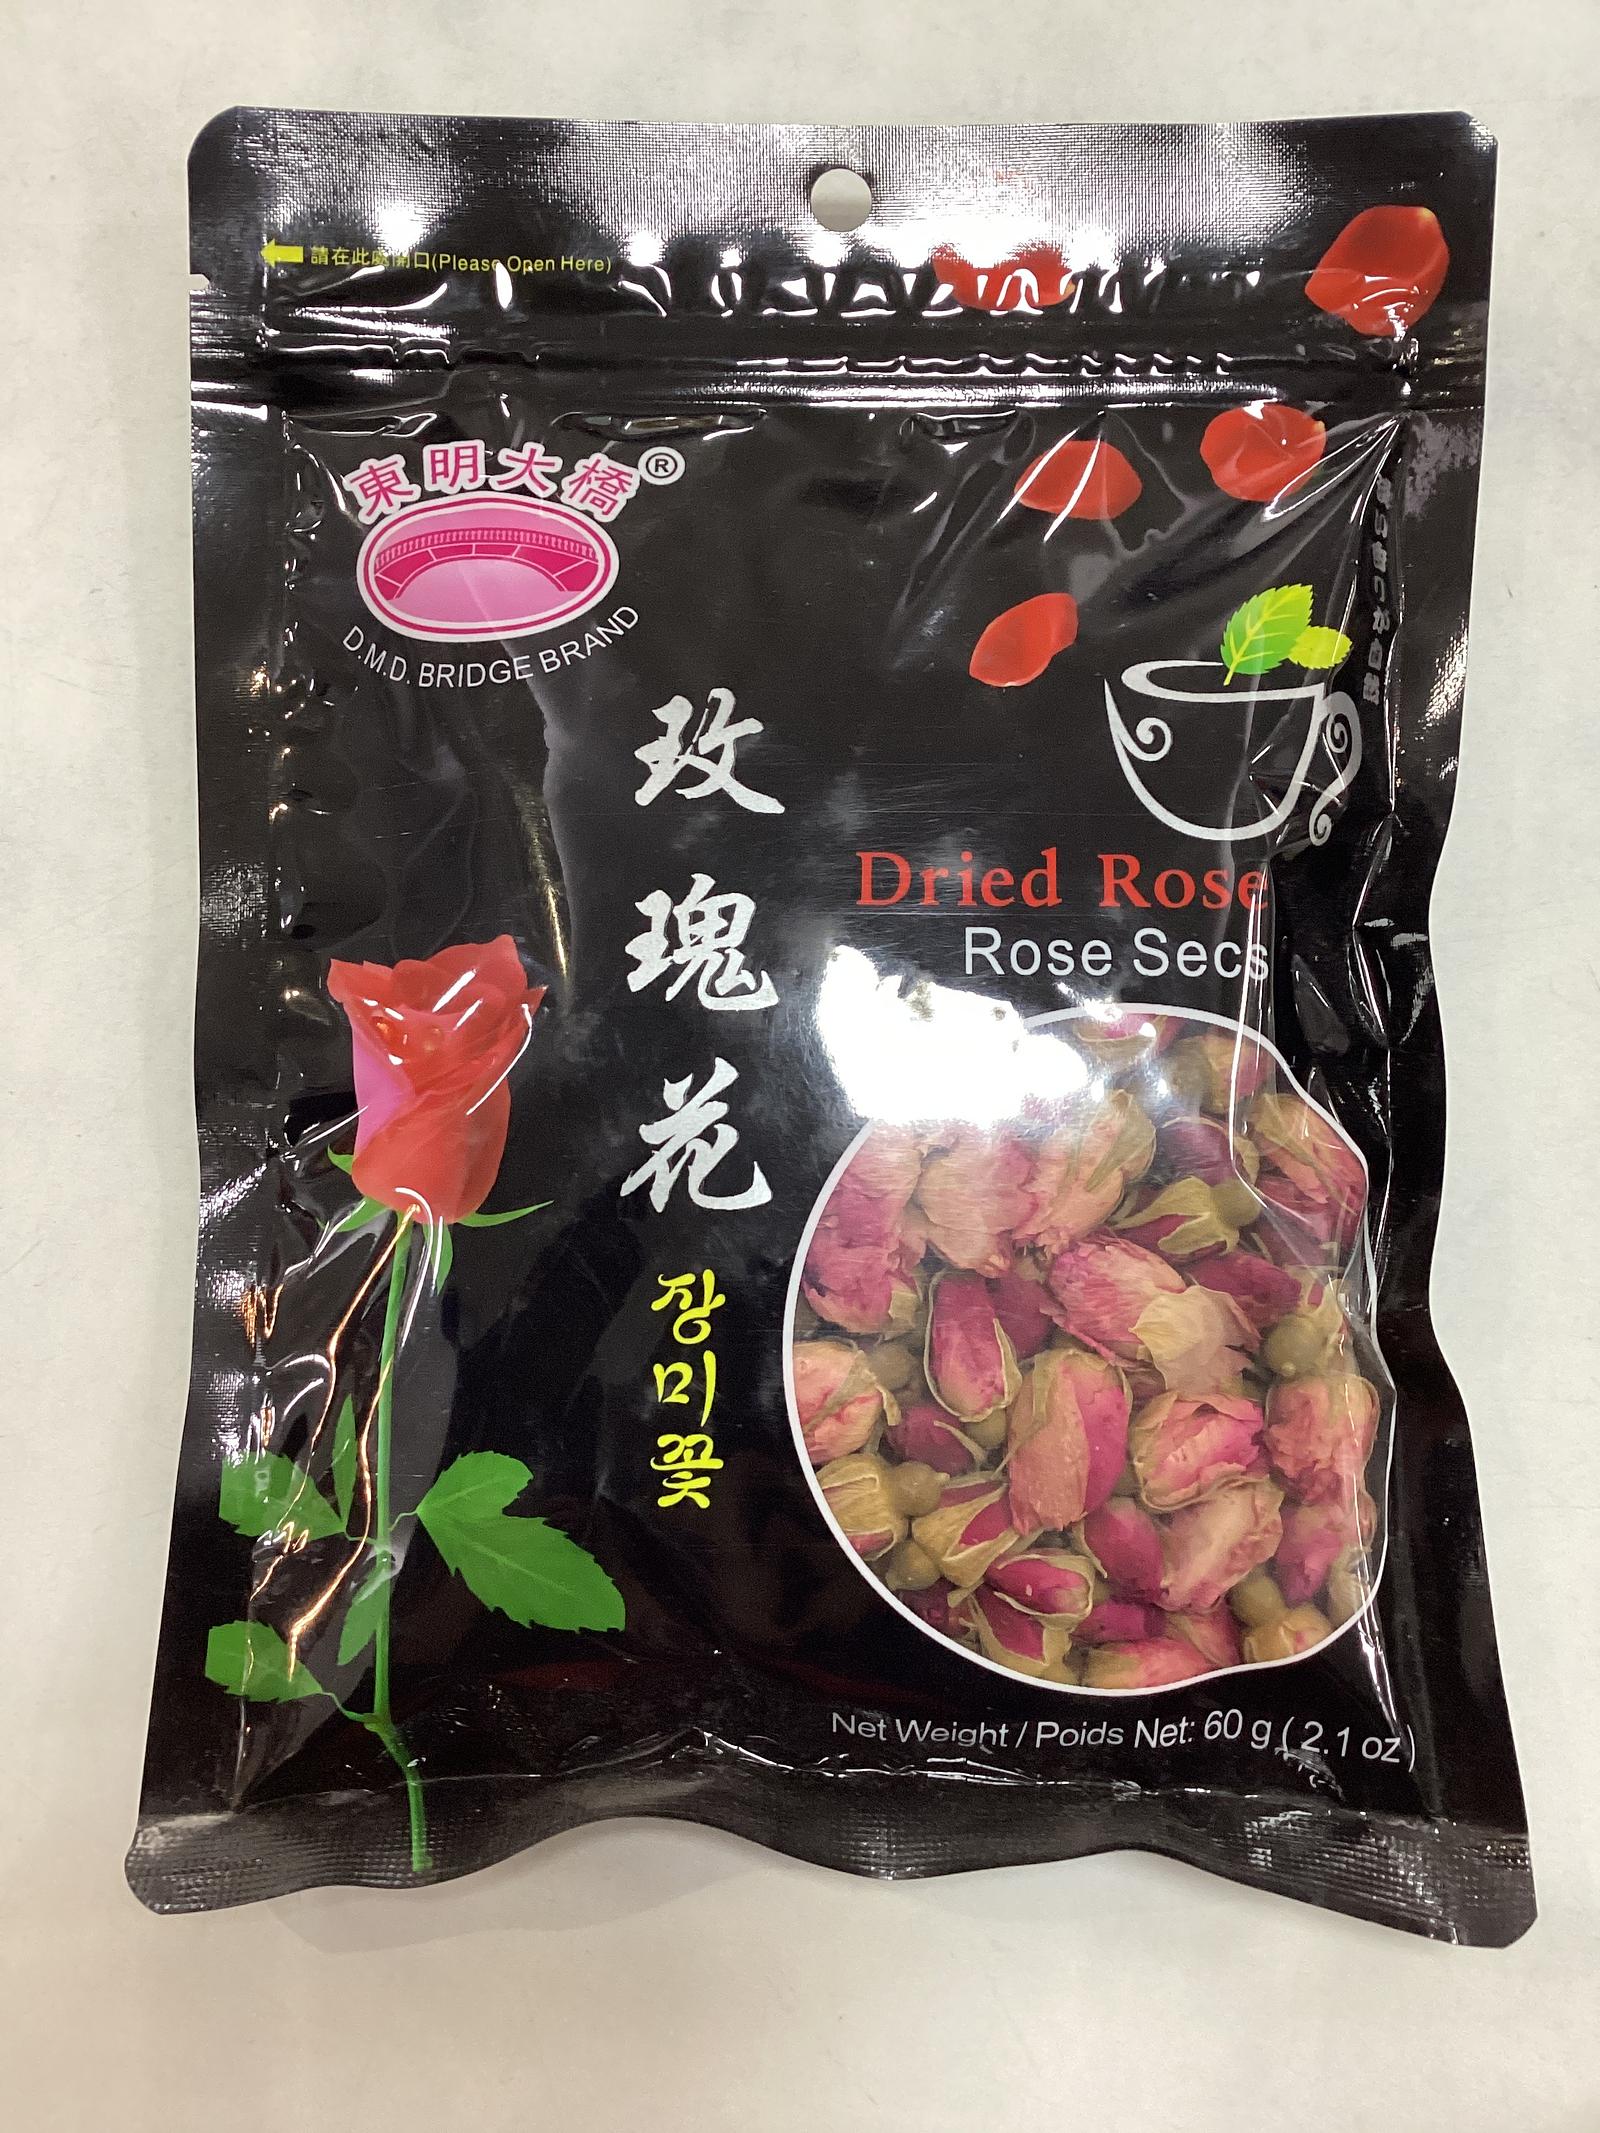 請在此處開口(Please Open Here)
東明大橋®
D.M.D. BRIDGE BRAND
玫瑰花
장미꽃
Dried Rose
Rose Secs
Net Weight / Poids Net: 60 g ( 2.1 oz )